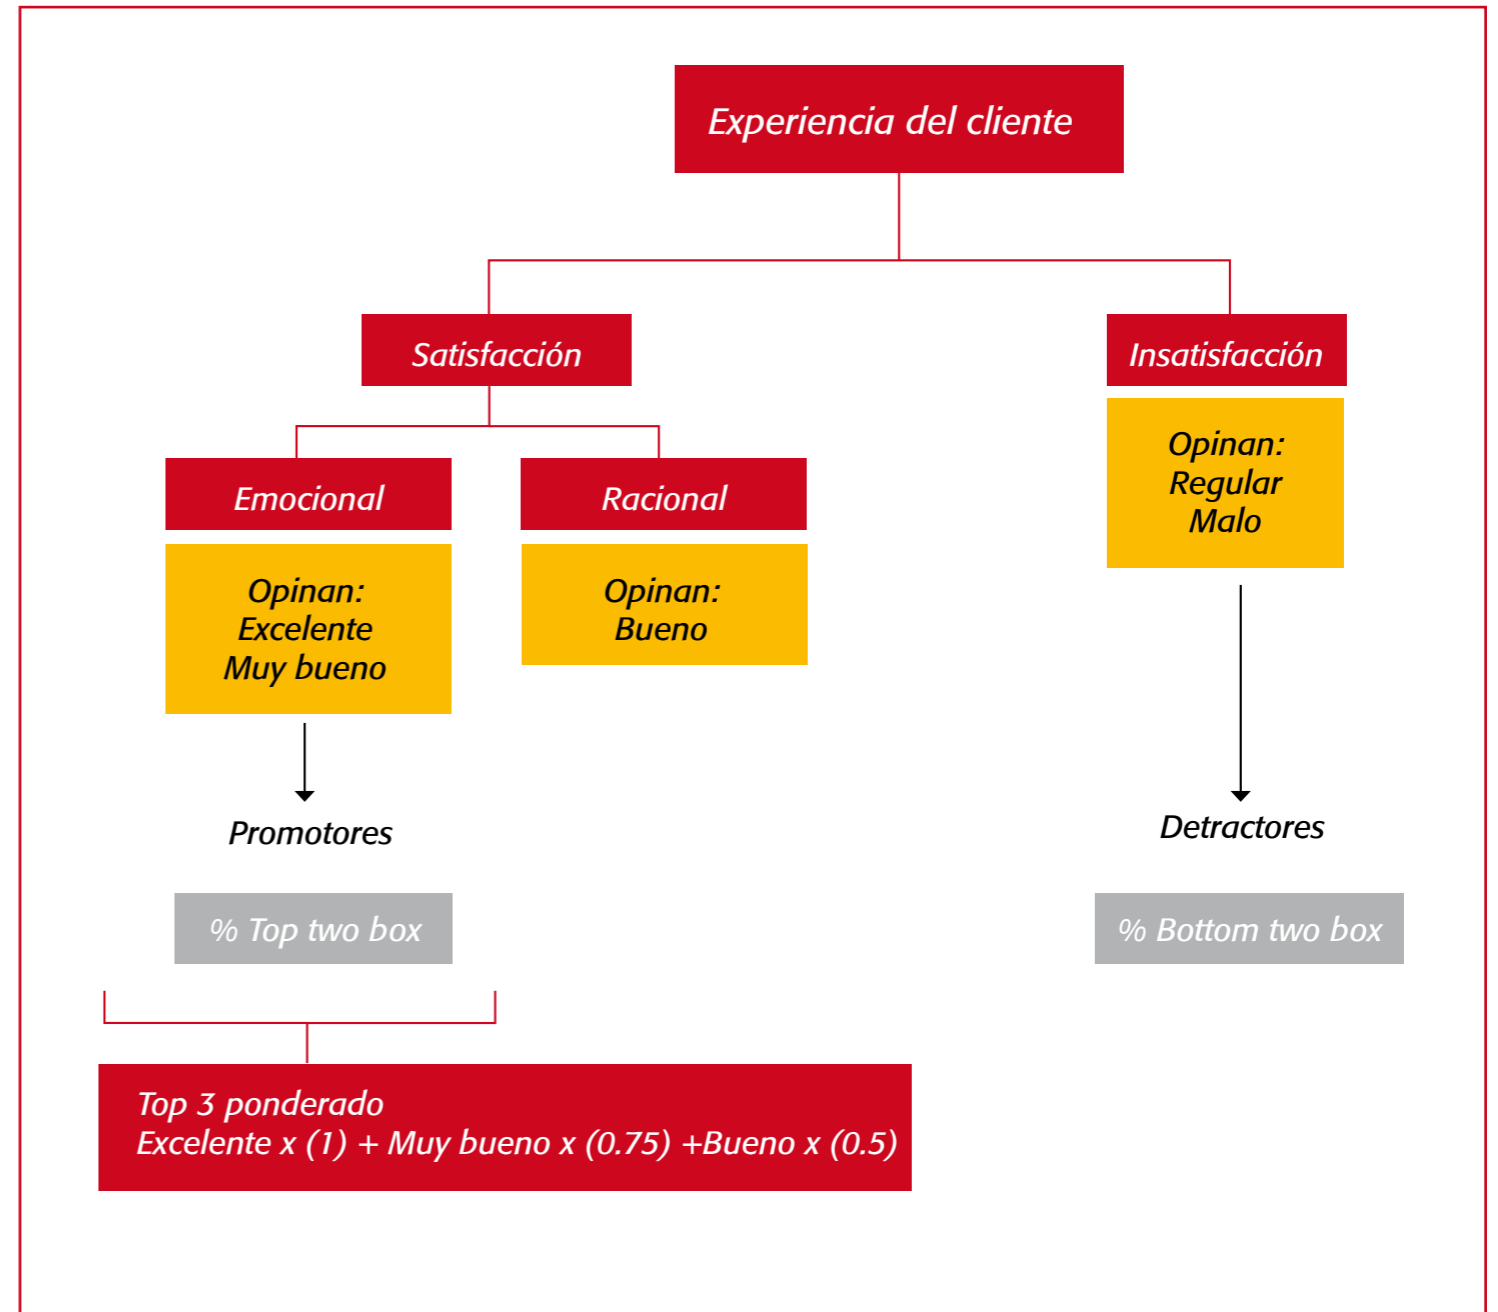 Experiencia del cliente
Satisfacción
Insatisfacción
Opinan:
Regular
Malo
Emocional
Racional
Opinan:
Excelente
Muy bueno
Opinan:
Bueno
Promotores
Detractores
% Top two box
% Bottom two box
Top 3 ponderado
Excelente x (1) + Muy bueno x (0.75) +Bueno x (0.5)